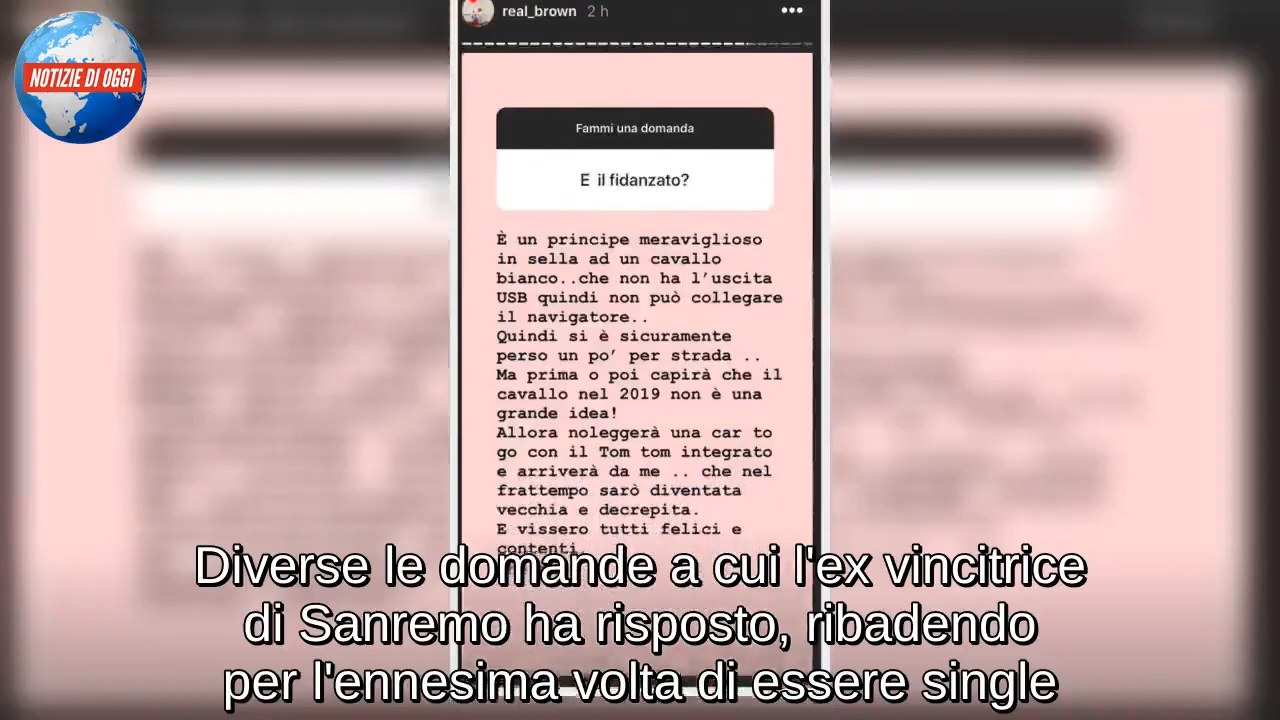 NOTIZIE DI OGGI
real_brown 2 h
Fammi una domanda
E il fidanzato?
È un principe meraviglioso
in sella ad un cavallo
bianco..che non ha l'uscita
USB quindi non può collegare
il navigatore..
Quindi si è sicuramente
perso un po' per strada ..
Ma prima o poi capirà che il
cavallo nel 2019 non è una
grande idea!
Allora noleggerà una car to
go con il Tom tom integrato
e arriverà da me .. che nel
frattempo sarò diventata
vecchia e decrepita.
E vissero tutti felici e
contenti.
Diverse le domande a cui l'ex vincitrice
di Sanremo ha risposto, ribadendo
per l'ennesima volta di essere single